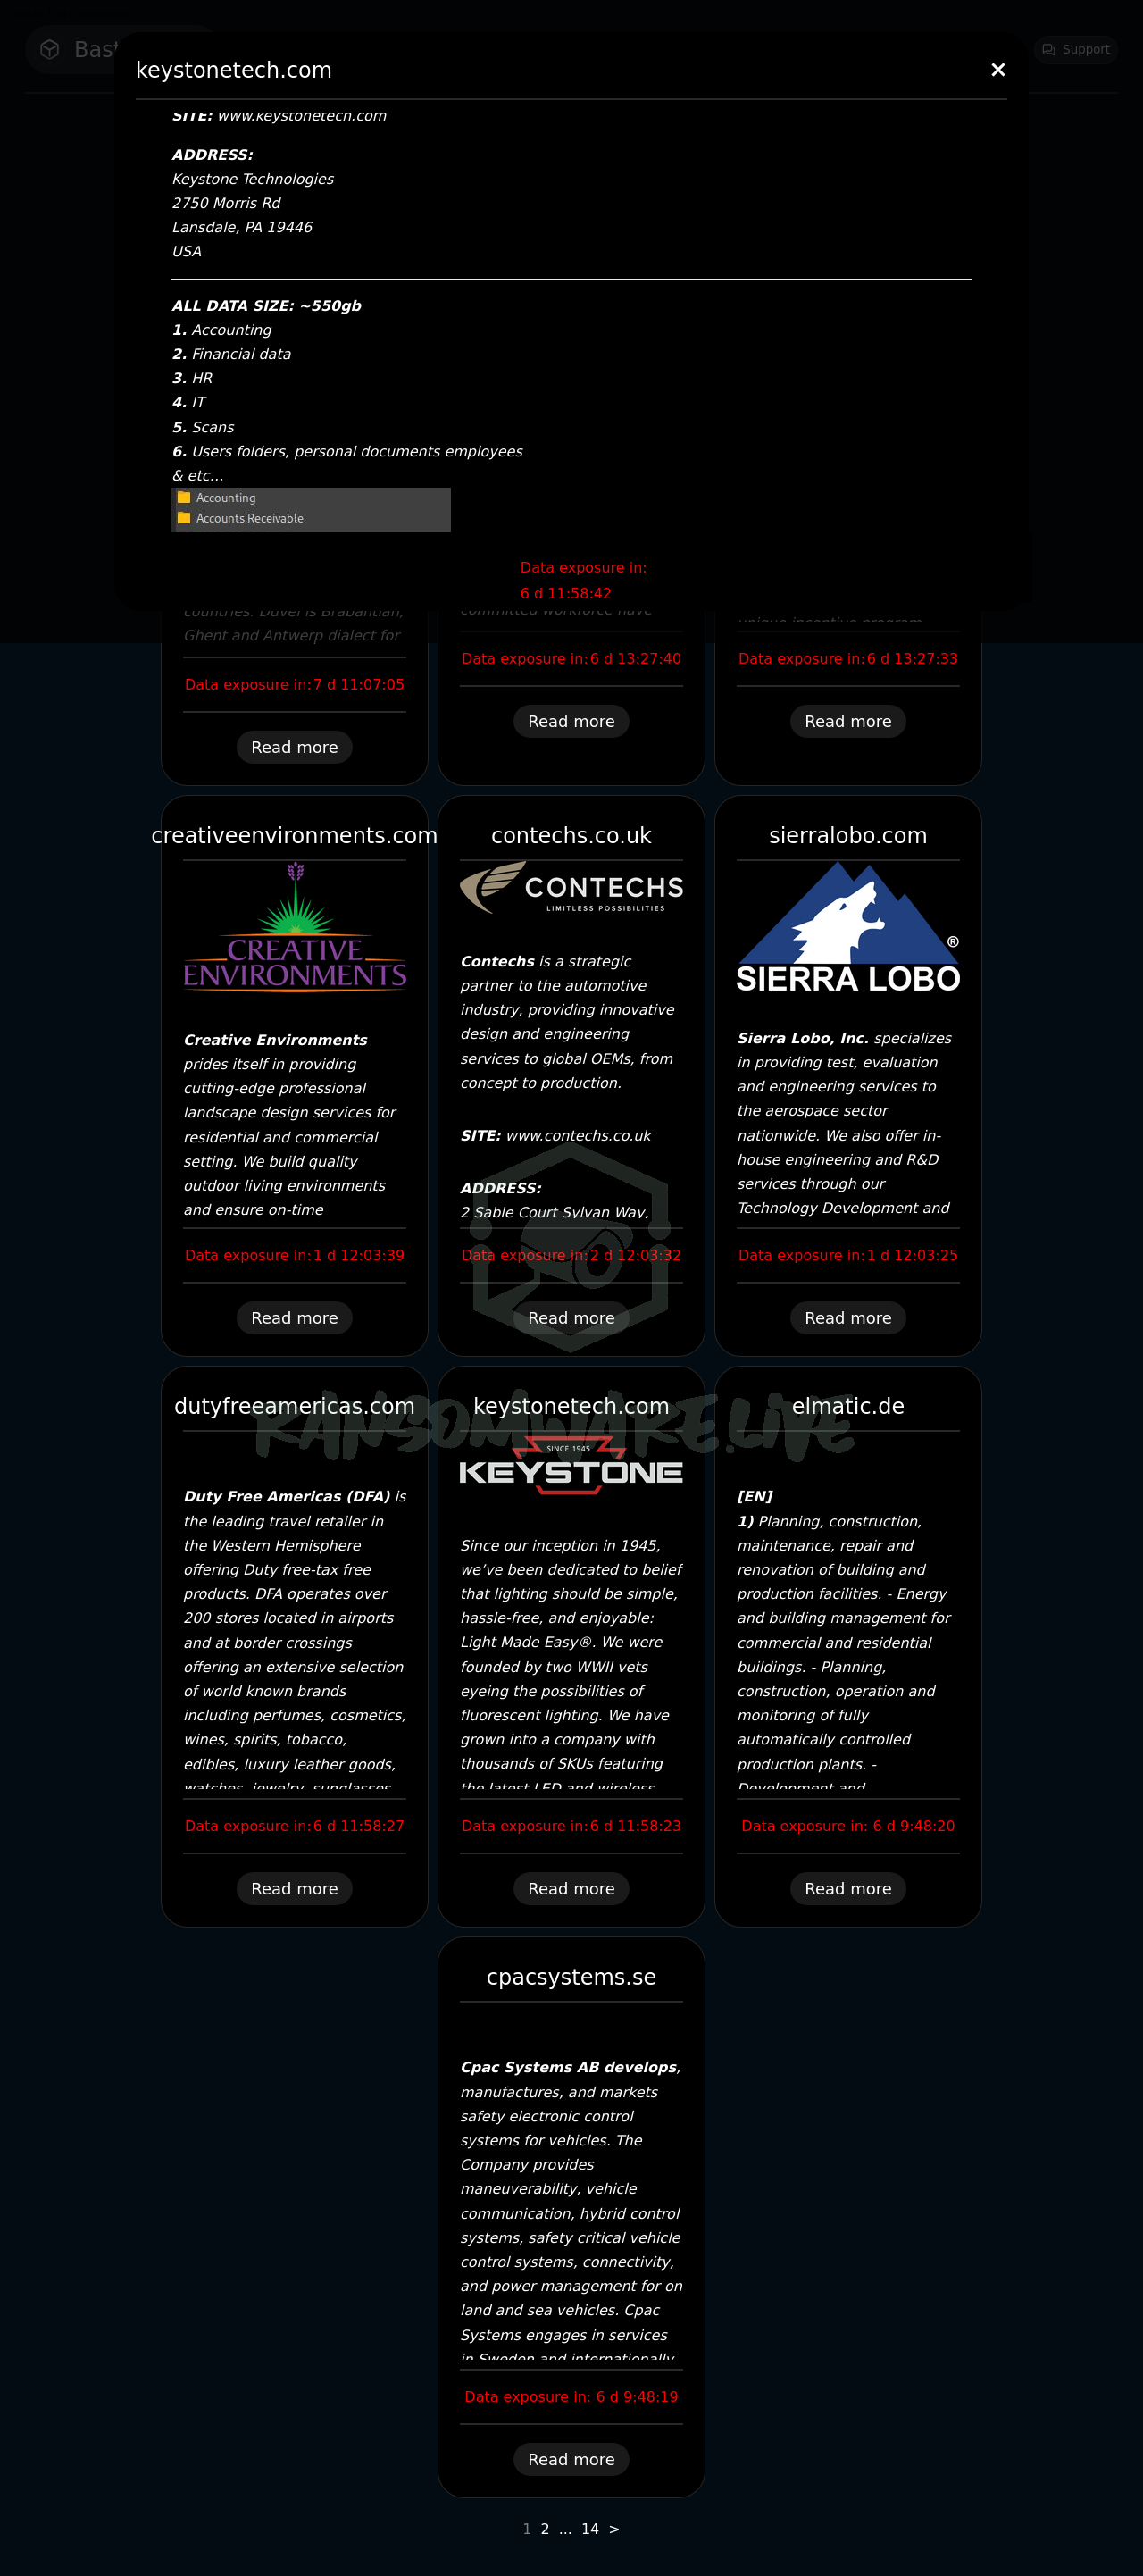 Support
keystonetech.com
×
SITE: www.keystonetech.com
ADDRESS:
Keystone Technologies
2750 Morris Rd
Lansdale, PA 19446
USA
ALL DATA SIZE: ~550gb
1. Accounting
2. Financial data
3. HR
4. IT
5. Scans
6. Users folders, personal documents employees
& etc...
Accounting
Accounts Receivable
Data exposure in:
6 d 11:58:42
countries. Duvel is Brabantian,
Ghent and Antwerp dialect for
Data exposure in: 7 d 11:07:05
Read more
committed workforce have
Data exposure in: 6 d 13:27:40
Read more
unique incentive program
Data exposure in: 6 d 13:27:33
Read more
creativeenvironments.com
CREATIVE
ENVIRONMENTS
Creative Environments
prides itself in providing
cutting-edge professional
landscape design services for
residential and commercial
setting. We build quality
outdoor living environments
and ensure on-time
Data exposure in: 1 d 12:03:39
Read more
contechs.co.uk
CONTECHS
LIMITLESS POSSIBILITIES
Contechs is a strategic
partner to the automotive
industry, providing innovative
design and engineering
services to global OEMs, from
concept to production.
SITE: www.contechs.co.uk
ADDRESS:
2 Sable Court Sylvan Way,
Data exposure in: 2 d 12:03:32
Read more
sierralobo.com
®
SIERRA LOBO
Sierra Lobo, Inc. specializes
in providing test, evaluation
and engineering services to
the aerospace sector
nationwide. We also offer in-
house engineering and R&D
services through our
Technology Development and
Data exposure in: 1 d 12:03:25
Read more
RANSOMWARE.LIVE
dutyfreeamericas.com
Duty Free Americas (DFA) is
the leading travel retailer in
the Western Hemisphere
offering Duty free-tax free
products. DFA operates over
200 stores located in airports
and at border crossings
offering an extensive selection
of world known brands
including perfumes, cosmetics,
wines, spirits, tobacco,
edibles, luxury leather goods,
watches, jewelry, sunglasses
Data exposure in: 6 d 11:58:27
Read more
keystonetech.com
SINCE 1945
KEYSTONE
Since our inception in 1945,
we've been dedicated to belief
that lighting should be simple,
hassle-free, and enjoyable:
Light Made Easy®. We were
founded by two WWII vets
eyeing the possibilities of
fluorescent lighting. We have
grown into a company with
thousands of SKUs featuring
the latest LED and wireless
Data exposure in: 6 d 11:58:23
Read more
elmatic.de
[EN]
1) Planning, construction,
maintenance, repair and
renovation of building and
production facilities. - Energy
and building management for
commercial and residential
buildings. - Planning,
construction, operation and
monitoring of fully
automatically controlled
production plants. -
Development and
Data exposure in: 6 d 9:48:20
Read more
cpacsystems.se
Cpac Systems AB develops,
manufactures, and markets
safety electronic control
systems for vehicles. The
Company provides
maneuverability, vehicle
communication, hybrid control
systems, safety critical vehicle
control systems, connectivity,
and power management for on
land and sea vehicles. Cpac
Systems engages in services
in Sweden and internationally
Data exposure in: 6 d 9:48:19
Read more
1 2 ... 14 >